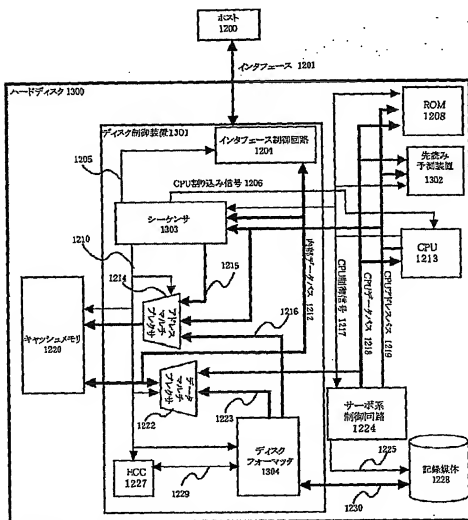 ホスト
1200
インタフェース 1201
ハードディスク 1300
ディスク制御装置1301
ROM
1208
インタフェース制御回路
1204
1205
CPU割り込み信号 1206
先読み
予測装置
1302
シーケンサ
1303
CPU
1213
1210
1214
1215
内部データバス 1212
CPU制御信号 1217
CPUデータバス 1218
CPUアドレスバス 1219
アドレス
マルチ
プレクサ
1216
キャッシュメモリ
1220
データ
マルチ
プレクサ
1222
1223
サーボ系
制御回路
1224
ディスク
フォーマッタ
1304
1225
HCC
1227
1229
記録媒体
1228
1230